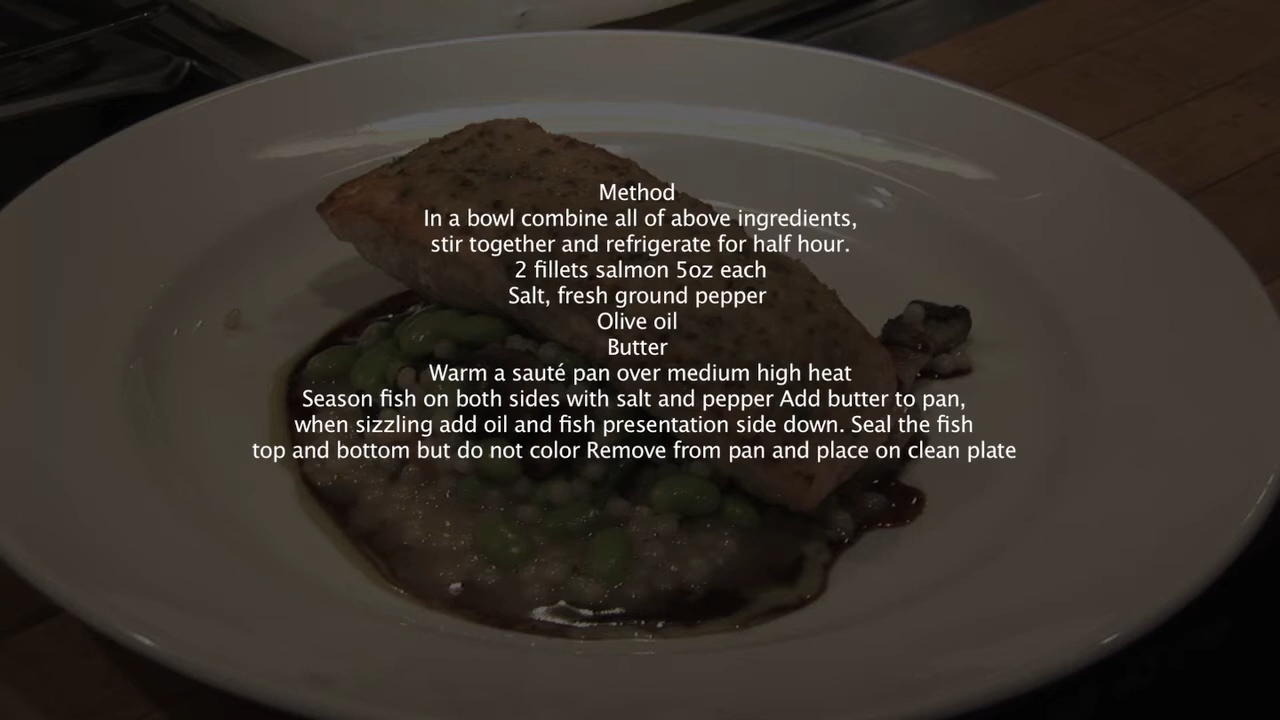 Method
In a bowl combine all of above ingredients,
stir together and refrigerate for half hour.
2 fillets salmon 5oz each
Salt, fresh ground pepper
Olive oil
Butter
Warm a sauté pan over medium high heat
Season fish on both sides with salt and pepper Add butter to pan,
when sizzling add oil and fish presentation side down. Seal the fish
top and bottom but do not color Remove from pan and place on clean plate